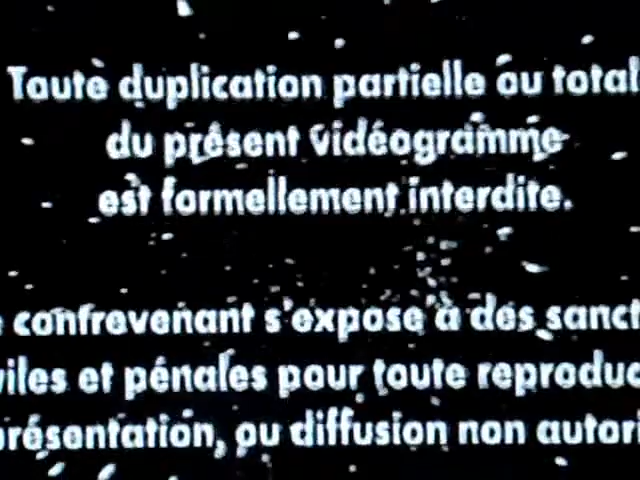 Toute duplication partielle ou total
du présent vidéogramme
est formellement interdite.
contrevenant s'expose à des sanct
viles et pénales pour toute reproduc
présentation, ou diffusion non autori